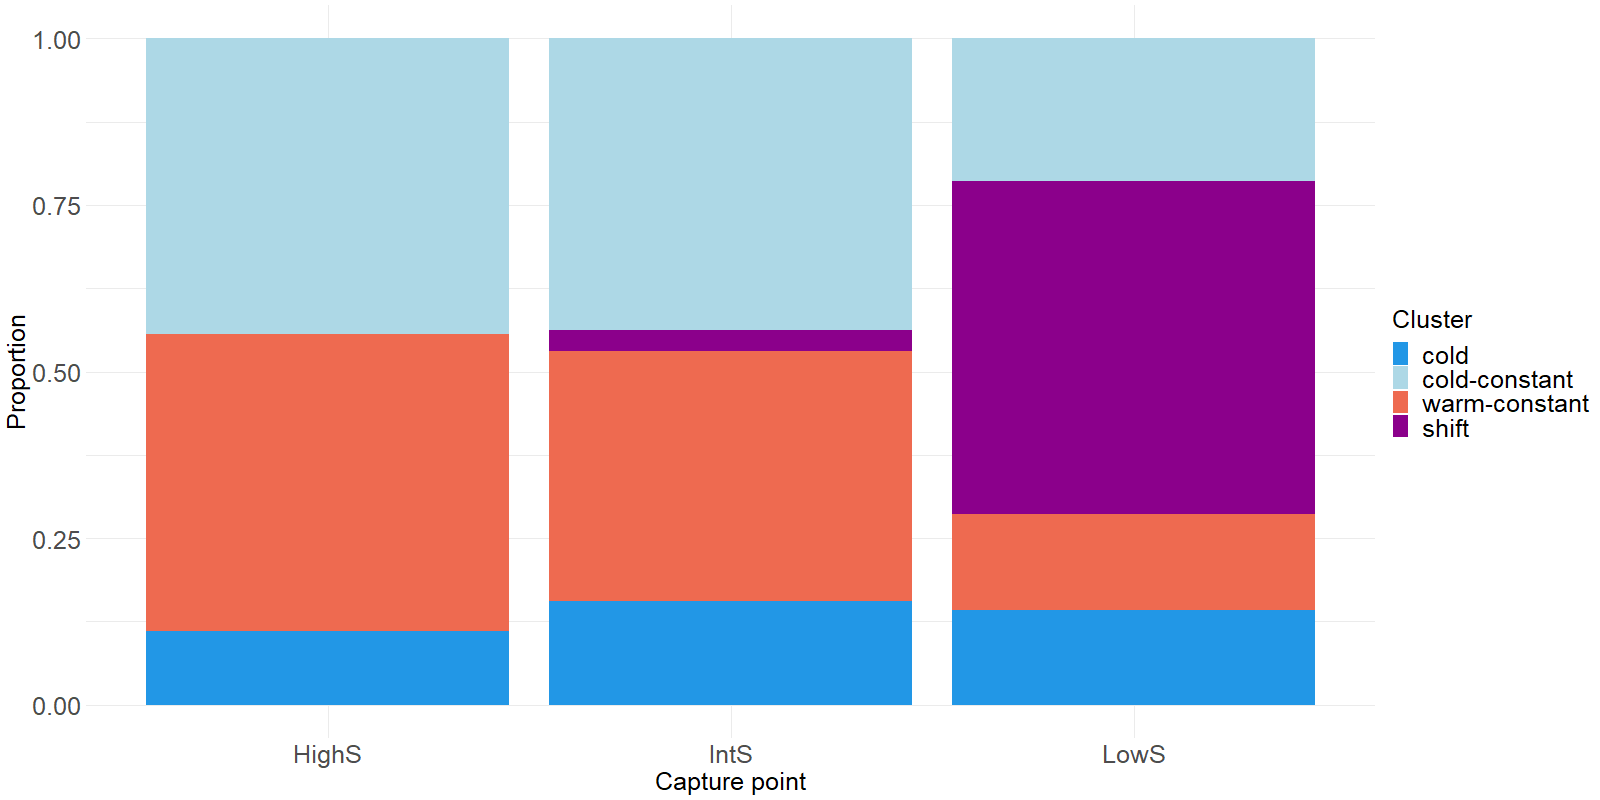 1.00
0.75
0.50
0.25
0.00
Proportion
HighS
IntS
LowS
Capture point
Cluster
cold
cold-constant
warm-constant
shift